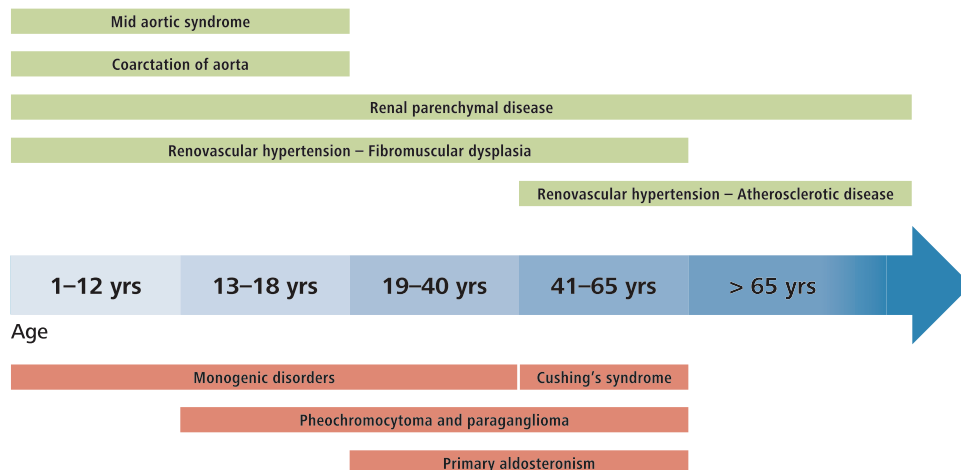 Mid aortic syndrome
Coarctation of aorta
Renal parenchymal disease
Renovascular hypertension – Fibromuscular dysplasia
Renovascular hypertension – Atherosclerotic disease
1–12 yrs 13–18 yrs 19–40 yrs 41–65 yrs > 65 yrs
Age
Monogenic disorders Cushing's syndrome
Pheochromocytoma and paraganglioma
Primary aldosteronism